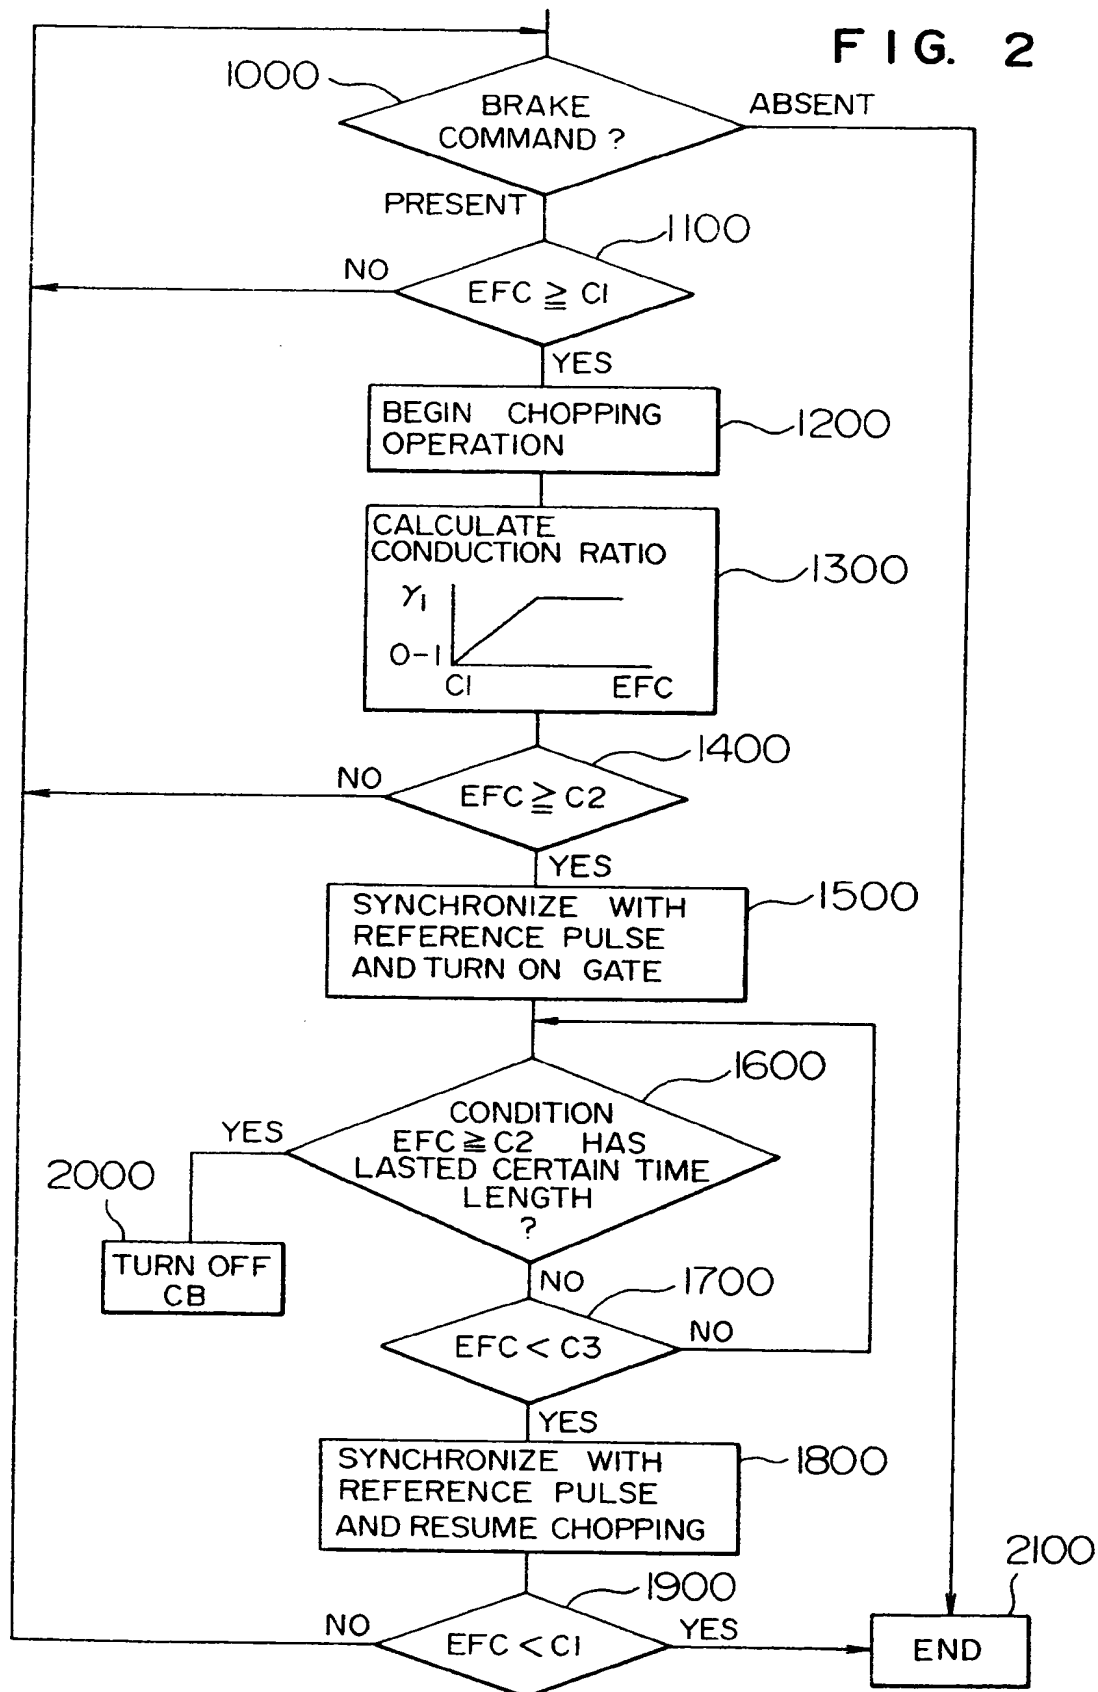 FIG. 2
1000
BRAKE
COMMAND ?
ABSENT
PRESENT
1100
NO
EFC ≧ C1
YES
BEGIN CHOPPING
OPERATION
1200
CALCULATE
CONDUCTION RATIO
1300
γ1
0-1
C1
EFC
1400
NO
EFC ≧ C2
YES
SYNCHRONIZE WITH
REFERENCE PULSE
AND TURN ON GATE
1500
1600
YES
CONDITION
EFC ≧ C2 HAS
LASTED CERTAIN TIME
LENGTH
?
2000
TURN OFF
CB
NO
1700
EFC < C3
NO
YES
SYNCHRONIZE WITH
REFERENCE PULSE
AND RESUME CHOPPING
1800
1900
NO
EFC < C1
YES
2100
END